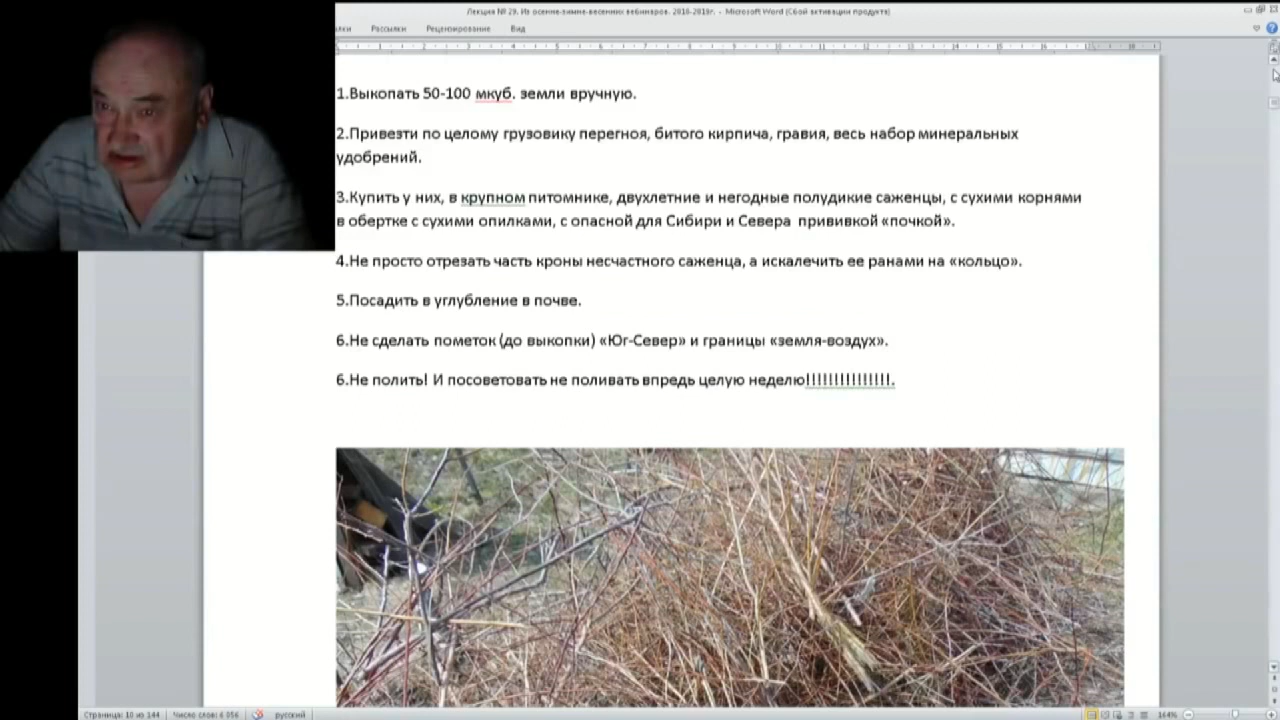 Лекция № 29. Из осенне-зимне-весенних вебинаров. 2018-2019г. - Microsoft Word (Сбой активации продукта)
Рассылки Рецензирование Вид
1.Выкопать 50-100 мкуб. земли вручную.
2.Привезти по целому грузовику перегноя, битого кирпича, гравия, весь набор минеральных
удобрений.
3.Купить у них, в крупном питомнике, двухлетние и негодные полудикие саженцы, с сухими корнями
в обертке с сухими опилками, с опасной для Сибири и Севера прививкой «почкой».
4.Не просто отрезать часть кроны несчастного саженца, а искалечить ее ранами на «кольцо».
5.Посадить в углубление в почве.
6.Не сделать пометок (до выкопки) «Юг-Север» и границы «земля-воздух».
6.Не полить! И посоветовать не поливать впредь целую неделю!!!!!!!!!!!!!!!.
Страница: 10 из 144 Число слов: 6 056 русский 164%